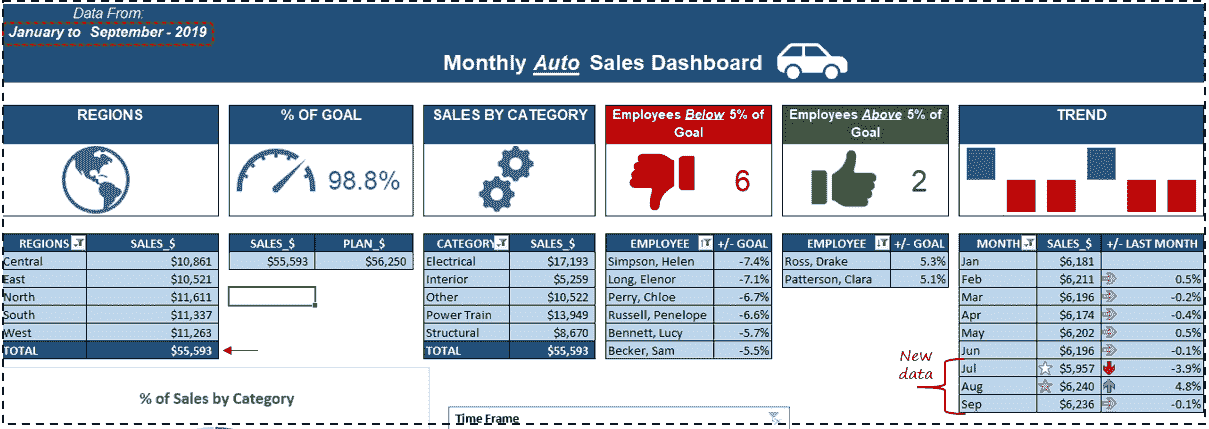 Data From:
January to September - 2019
Monthly Auto Sales Dashboard
REGIONS
% OF GOAL
98.8%
SALES BY CATEGORY
Employees Below 5% of
Goal
6
Employees Above 5% of
Goal
2
TREND
REGIONS SALES_$
Central $10,861
East $10,521
North $11,611
South $11,337
West $11,263
TOTAL $55,593
SALES_$ PLAN_$
$55,593 $56,250
CATEGORY SALES_$
Electrical $17,193
Interior $5,259
Other $10,522
Power Train $13,949
Structural $8,670
TOTAL $55,593
EMPLOYEE +/- GOAL
Simpson, Helen -7.4%
Long, Elenor -7.1%
Perry, Chloe -6.7%
Russell, Penelope -6.6%
Bennett, Lucy -5.7%
Becker, Sam -5.5%
EMPLOYEE +/- GOAL
Ross, Drake 5.3%
Patterson, Clara 5.1%
MONTH SALES_$ +/- LAST MONTH
Jan $6,181
Feb $6,211 0.5%
Mar $6,196 -0.2%
Apr $6,174 -0.4%
May $6,202 0.5%
Jun $6,196 -0.1%
Jul $5,957 -3.9%
Aug $6,240 4.8%
Sep $6,236 -0.1%
New
data
% of Sales by Category
Time Frame